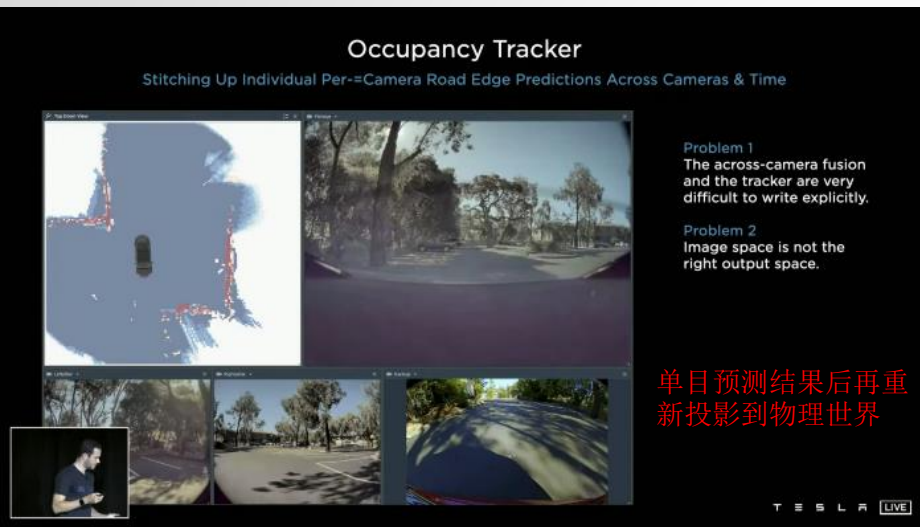 Occupancy Tracker
Stitching Up Individual Per-=Camera Road Edge Predictions Across Cameras & Time
Top Down View
Problem 1
The across-camera fusion
and the tracker are very
difficult to write explicitly.
Problem 2
Image space is not the
right output space.
单目预测结果后再重
新投影到物理世界
TESLA LIVE